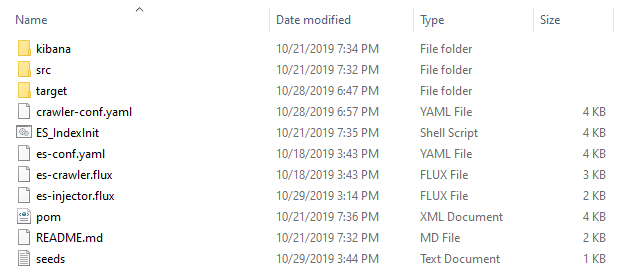 Name Date modified Type Size
kibana 10/21/2019 7:34 PM File folder
src 10/21/2019 7:32 PM File folder
target 10/28/2019 6:47 PM File folder
crawler-conf.yaml 10/28/2019 6:57 PM YAML File 4 KB
ES_IndexInit 10/21/2019 7:35 PM Shell Script 4 KB
es-conf.yaml 10/18/2019 3:43 PM YAML File 4 KB
es-crawler.flux 10/18/2019 3:43 PM FLUX File 3 KB
es-injector.flux 10/29/2019 3:14 PM FLUX File 2 KB
pom 10/21/2019 7:36 PM XML Document 4 KB
README.md 10/21/2019 7:32 PM MD File 2 KB
seeds 10/29/2019 3:44 PM Text Document 1 KB